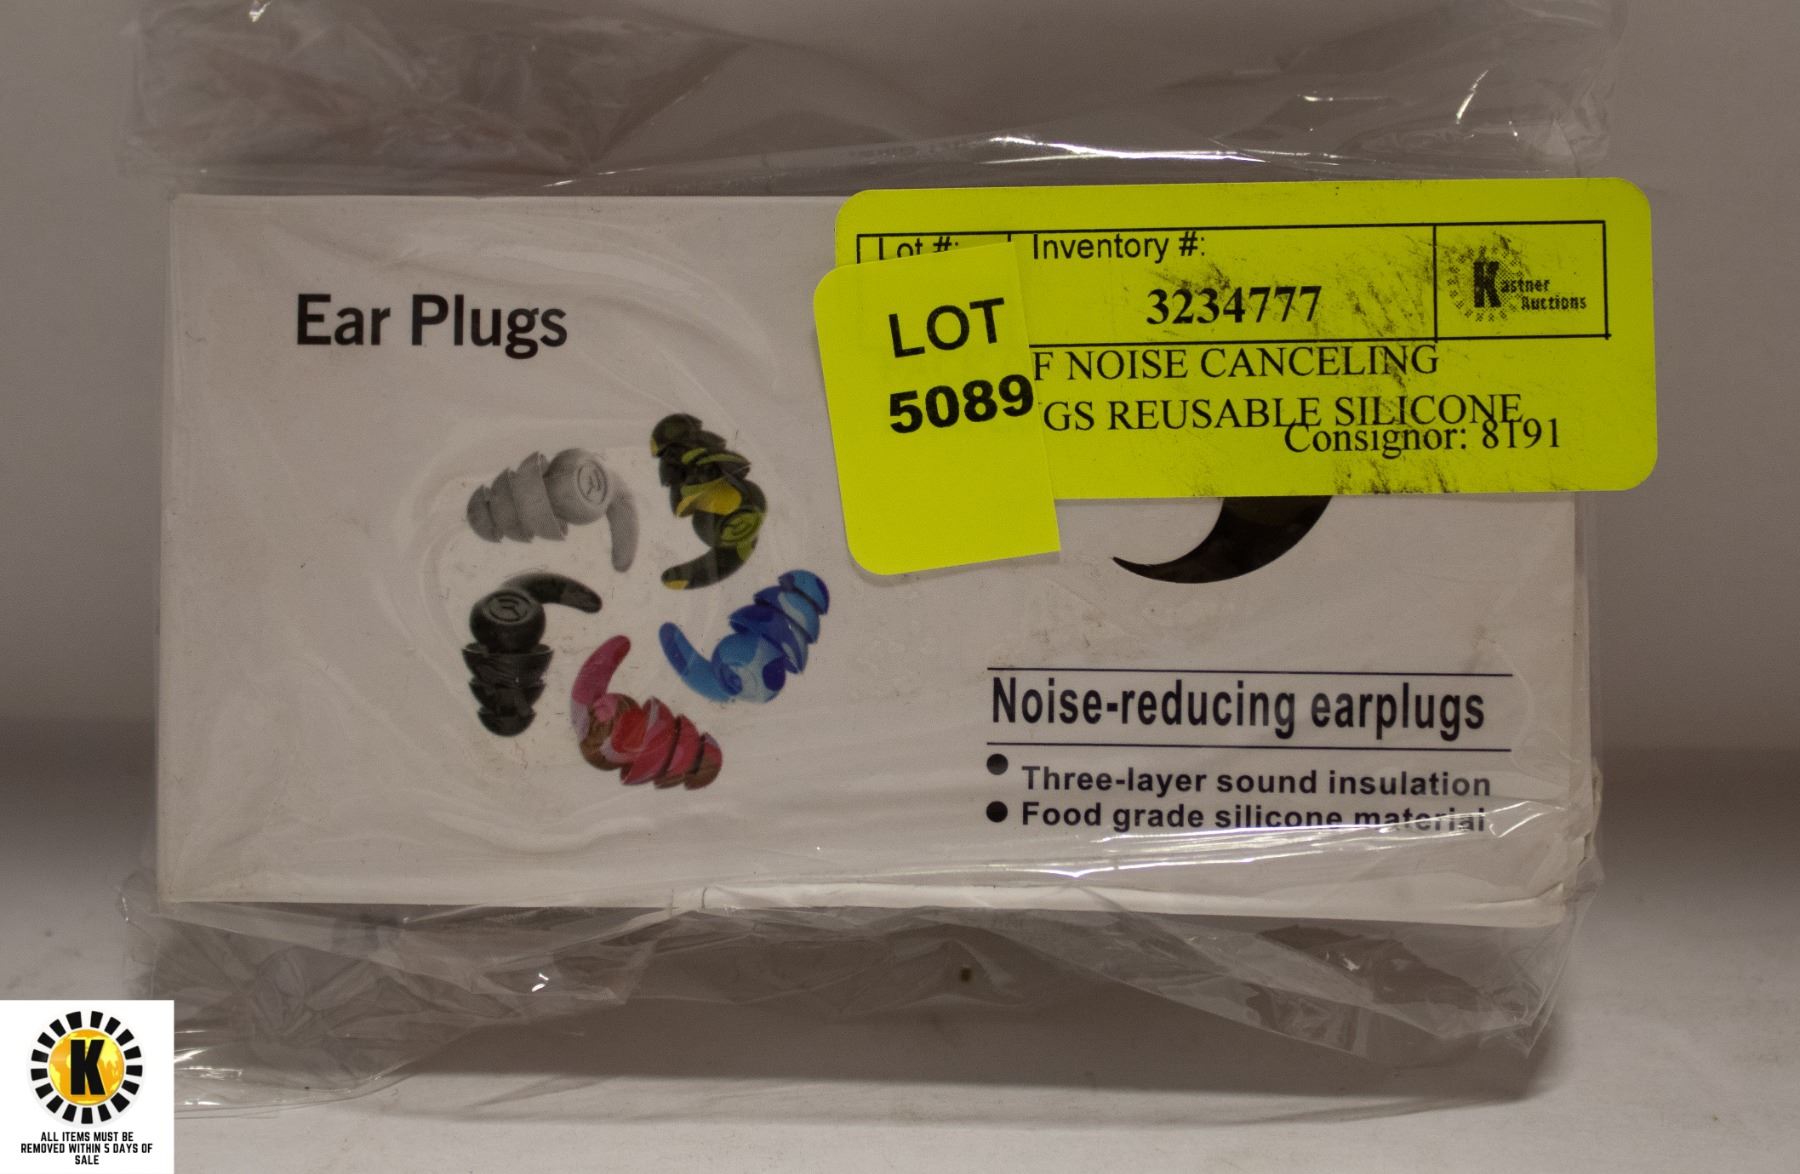 Ear Plugs
Lot #:
Inventory #:
3234777
Kastner
Auctions
LOT
5089
F NOISE CANCELING
GS REUSABLE SILICONE
Consignor: 8191
Noise-reducing earplugs
Three-layer sound insulation
Food grade silicone material
K
ALL ITEMS MUST BE
REMOVED WITHIN 5 DAYS OF
SALE